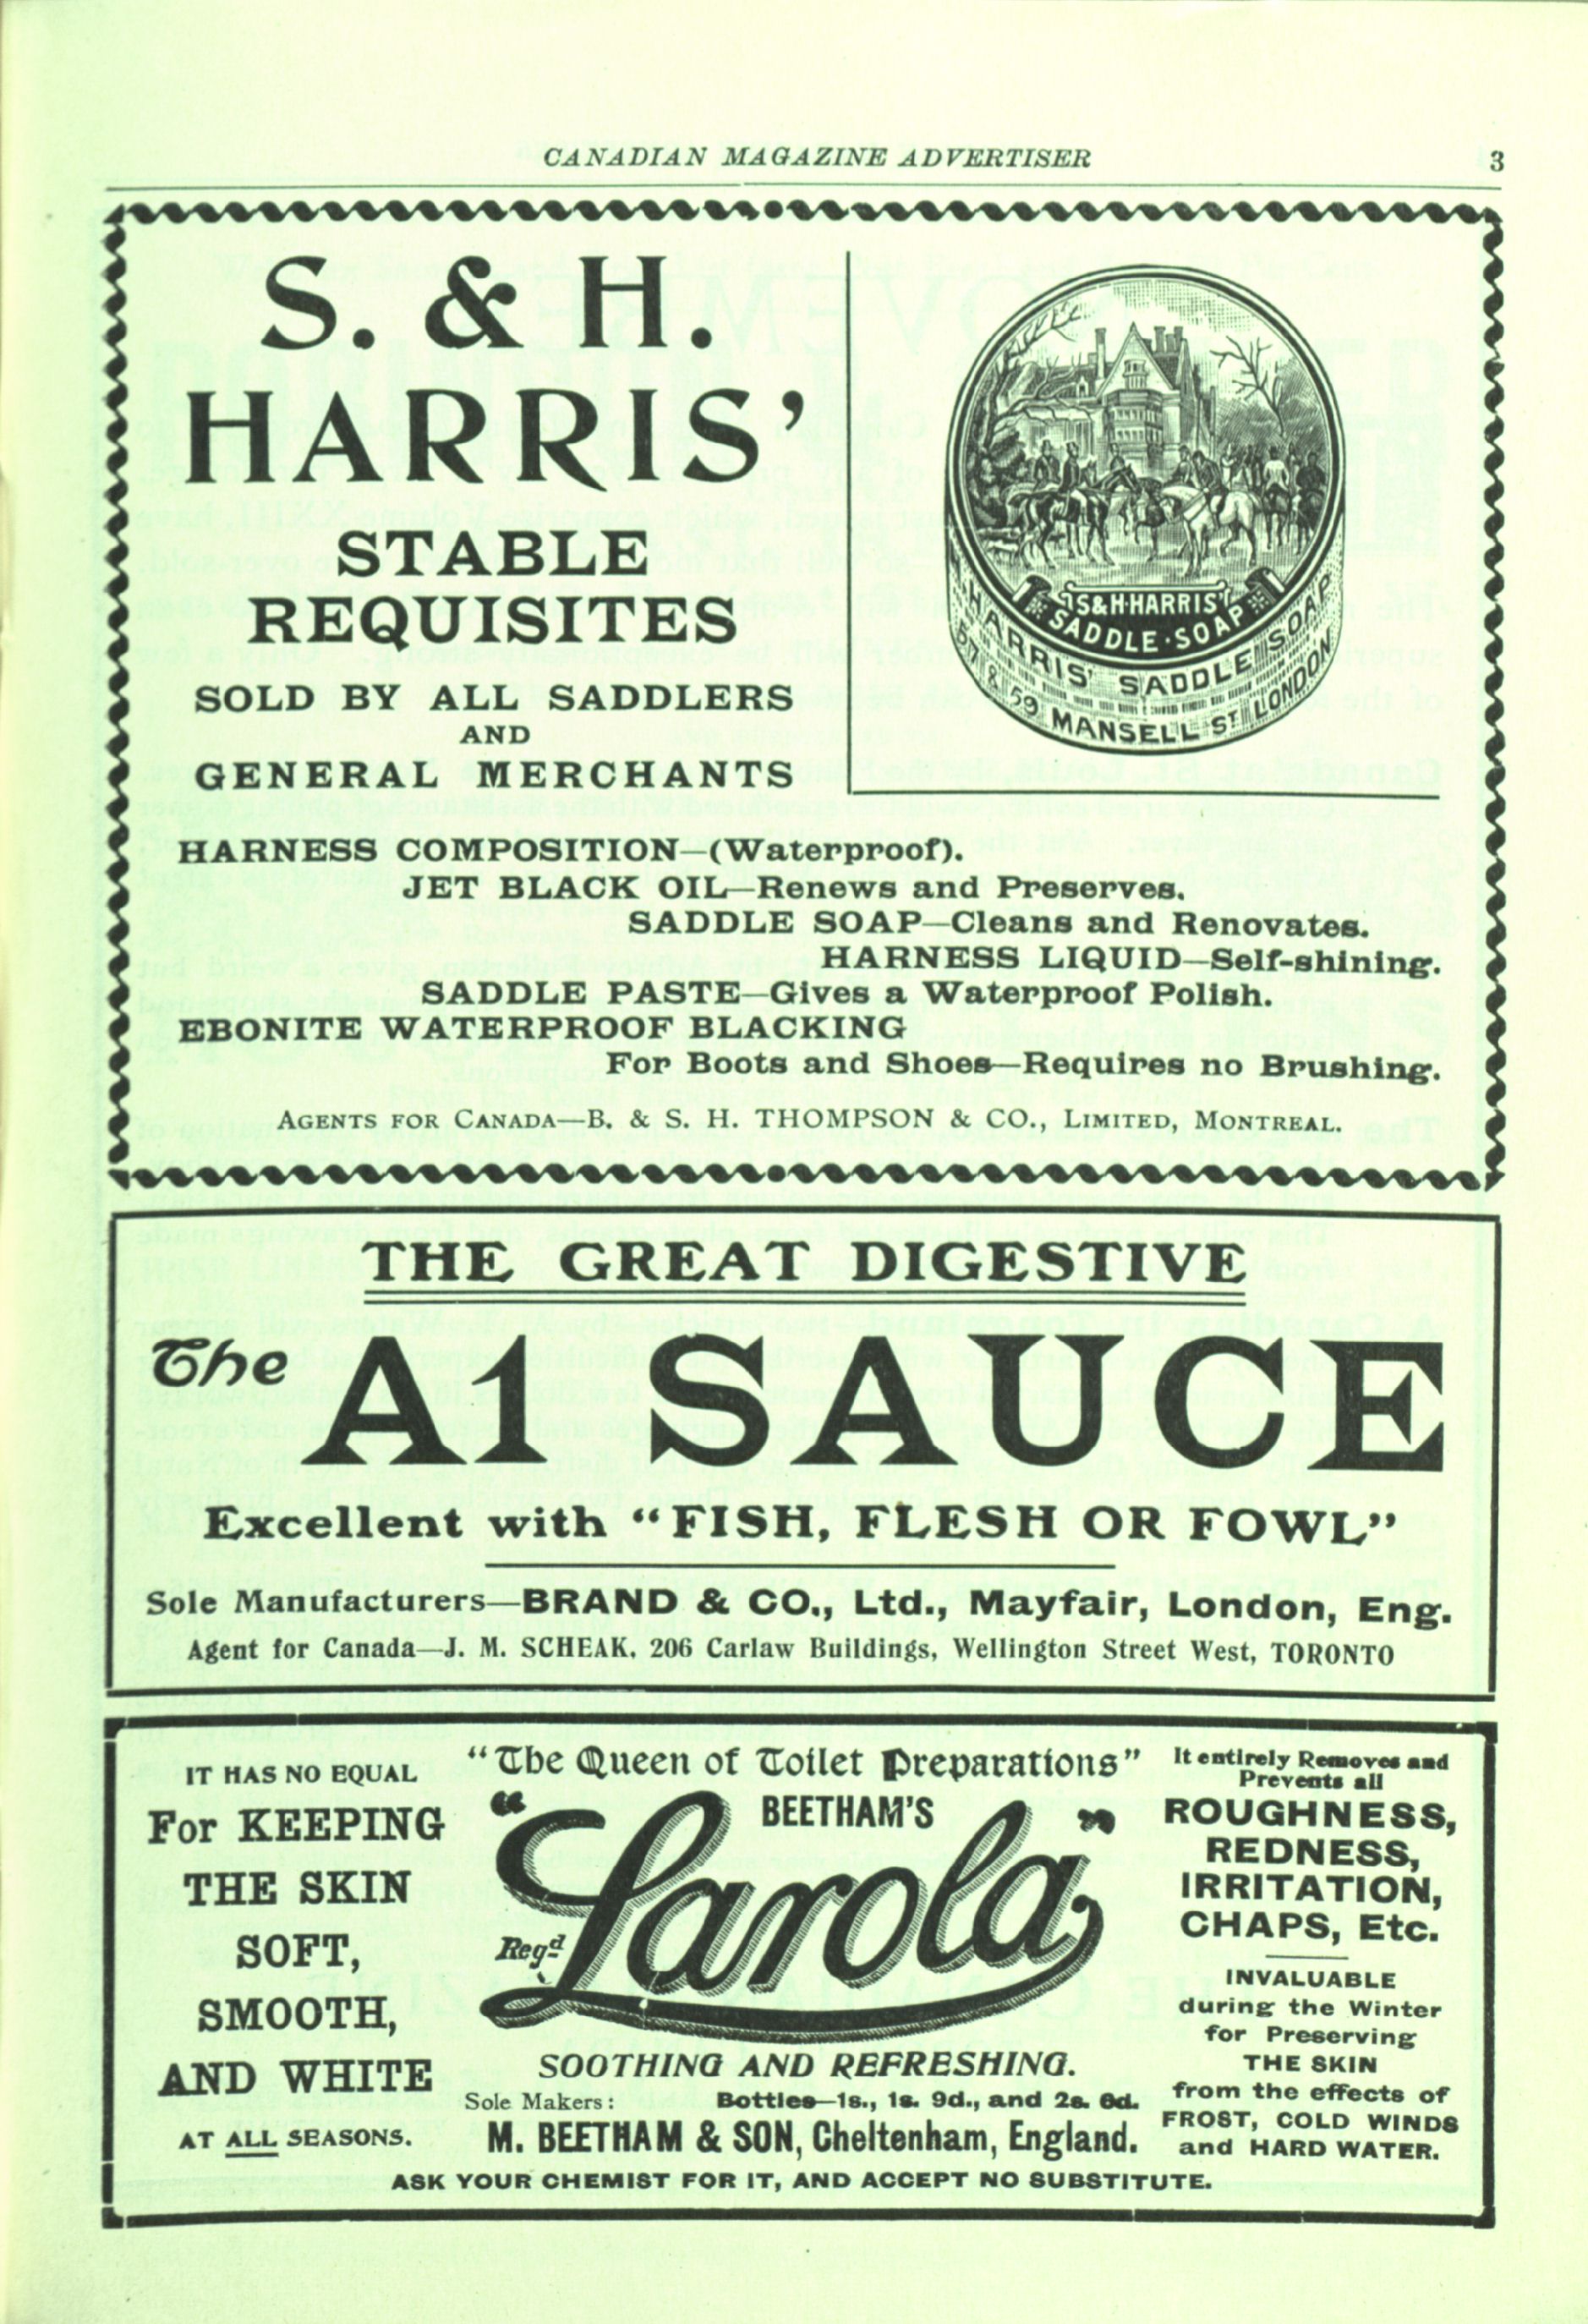 CANADIAN MAGAZINE ADVERTISER 3
S. & H.
HARRIS'
STABLE
REQUISITES
SOLD BY ALL SADDLERS
AND
GENERAL MERCHANTS
S&H·HARRIS'
SADDLE·SOAP
HARRIS' SADDLE SOAP
57 & 59 MANSELL ST LONDON
HARNESS COMPOSITION—(Waterproof).
JET BLACK OIL—Renews and Preserves.
SADDLE SOAP—Cleans and Renovates.
HARNESS LIQUID—Self-shining.
SADDLE PASTE—Gives a Waterproof Polish.
EBONITE WATERPROOF BLACKING
For Boots and Shoes—Requires no Brushing.
AGENTS FOR CANADA—B. & S. H. THOMPSON & CO., LIMITED, MONTREAL.
THE GREAT DIGESTIVE
The A1 SAUCE
Excellent with "FISH, FLESH OR FOWL"
Sole Manufacturers—BRAND & CO., Ltd., Mayfair, London, Eng.
Agent for Canada—J. M. SCHEAK, 206 Carlaw Buildings, Wellington Street West, TORONTO
IT HAS NO EQUAL
For KEEPING
THE SKIN
SOFT,
SMOOTH,
AND WHITE
AT ALL SEASONS.
"The Queen of Toilet Preparations"
BEETHAM'S
"Larola"
Regd
SOOTHING AND REFRESHING.
Sole Makers: Bottles—1s., 1s. 9d., and 2s. 6d.
M. BEETHAM & SON, Cheltenham, England.
It entirely Removes and
Prevents all
ROUGHNESS,
REDNESS,
IRRITATION,
CHAPS, Etc.
INVALUABLE
during the Winter
for Preserving
THE SKIN
from the effects of
FROST, COLD WINDS
and HARD WATER.
ASK YOUR CHEMIST FOR IT, AND ACCEPT NO SUBSTITUTE.